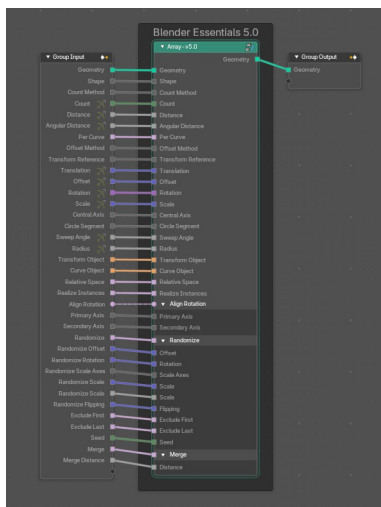 Blender Essentials 5.0
Group Input
Geometry
Shape
Count Method
Count
Distance
Angular Distance
Per Curve
Offset Method
Transform Reference
Translation
Offset
Rotation
Scale
Central Axis
Circle Segment
Sweep Angle
Radius
Transform Object
Curve Object
Relative Space
Realize Instances
Align Rotation
Primary Axis
Secondary Axis
Randomize
Randomize Offset
Randomize Rotation
Randomize Scale Axes
Randomize Scale
Randomize Scale
Randomize Flipping
Exclude First
Exclude Last
Seed
Merge
Merge Distance
Array - v5.0
Geometry
Geometry
Shape
Count Method
Count
Distance
Angular Distance
Per Curve
Offset Method
Transform Reference
Translation
Offset
Rotation
Scale
Central Axis
Circle Segment
Sweep Angle
Radius
Transform Object
Curve Object
Relative Space
Realize Instances
Align Rotation
Primary Axis
Secondary Axis
Randomize
Offset
Rotation
Scale Axes
Scale
Scale
Flipping
Exclude First
Exclude Last
Seed
Merge
Distance
Group Output
Geometry